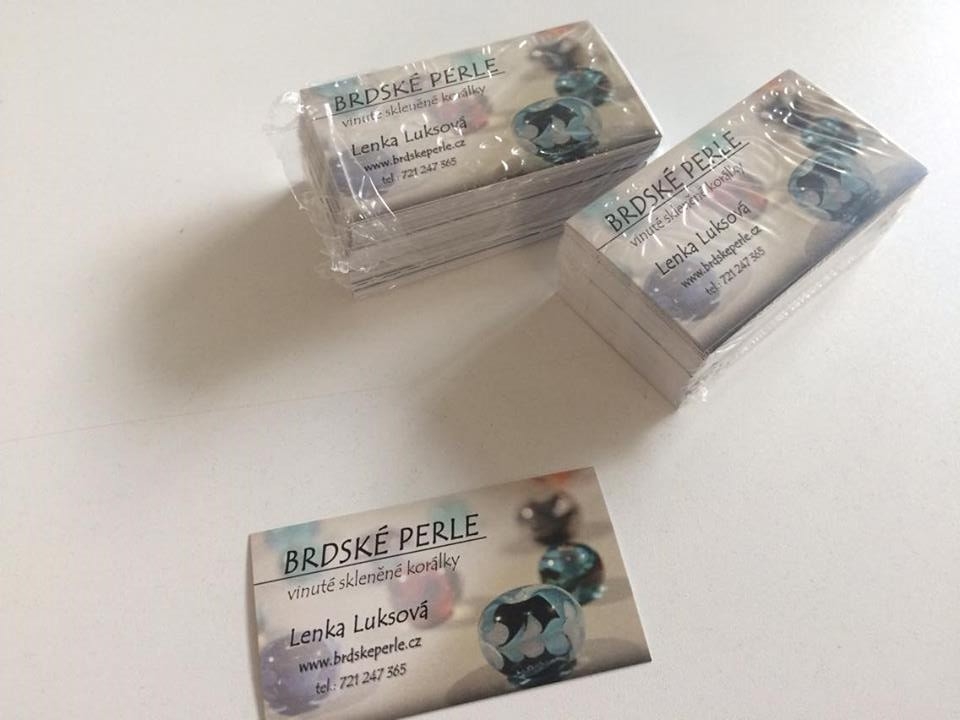 BRDSKÉ PERLE
vinuté skleněné korálky
Lenka Luksová
www.brdskeperle.cz
tel.: 721 247 365
BRDSKÉ PERLE
vinuté skleněné korálky
Lenka Luksová
www.brdskeperle.cz
tel.: 721 247 365
BRDSKÉ PERLE
vinuté skleněné korálky
Lenka Luksová
www.brdskeperle.cz
tel.: 721 247 365